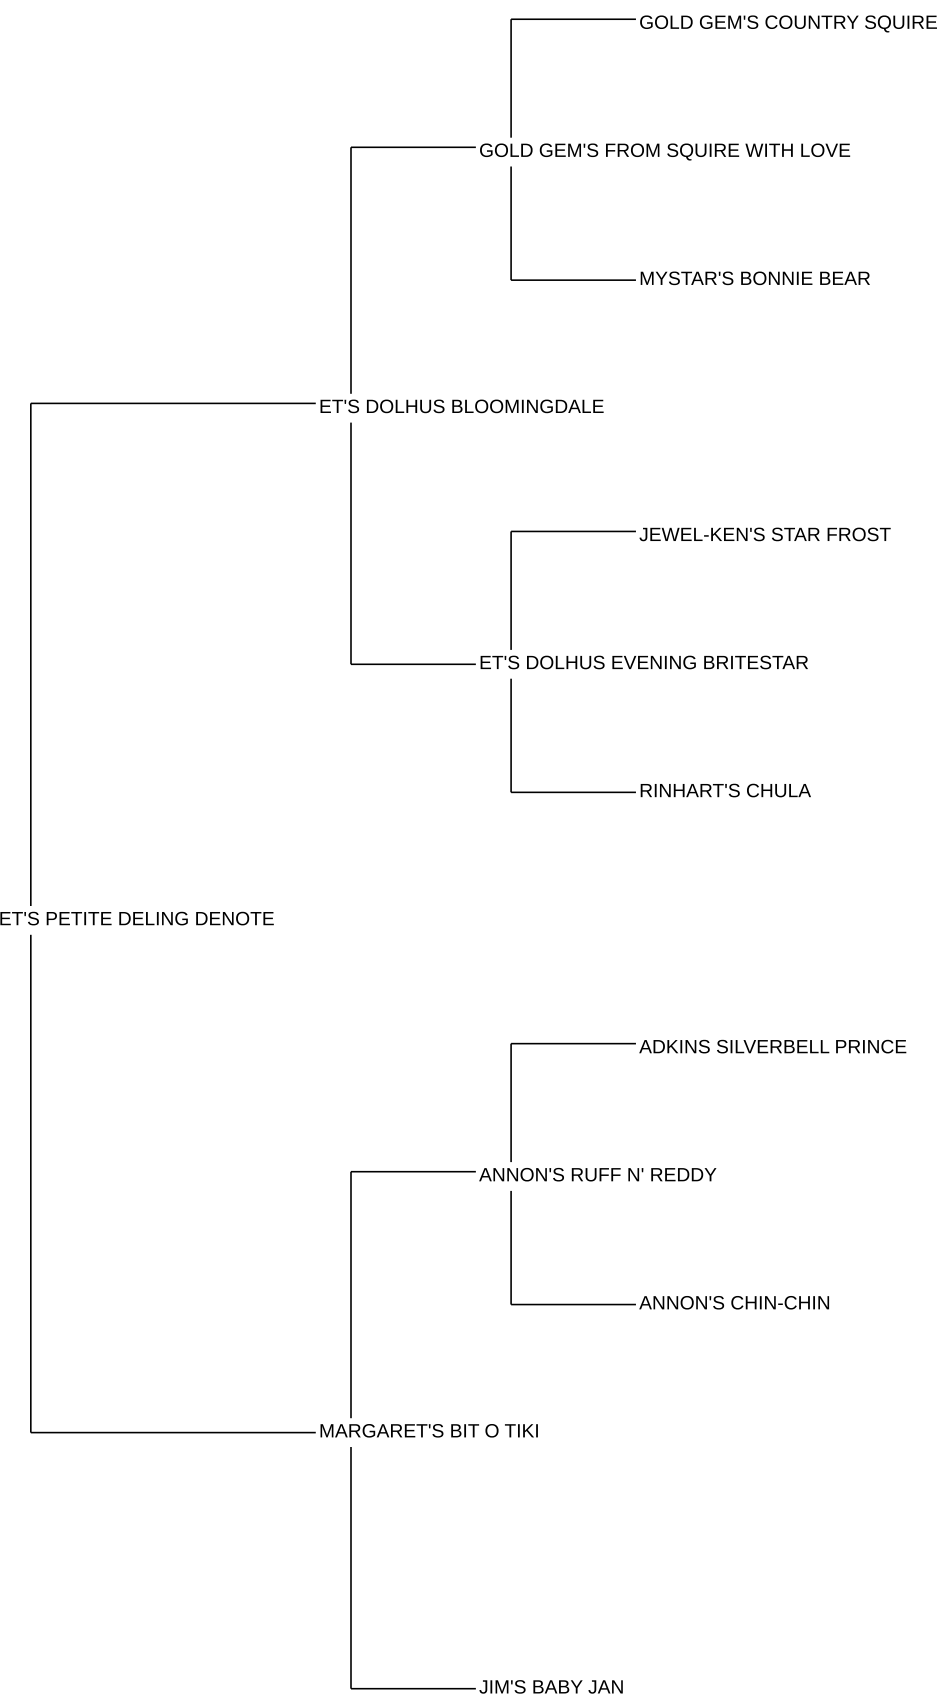 GOLD GEM'S COUNTRY SQUIRE
GOLD GEM'S FROM SQUIRE WITH LOVE
MYSTAR'S BONNIE BEAR
ET'S DOLHUS BLOOMINGDALE
JEWEL-KEN'S STAR FROST
ET'S DOLHUS EVENING BRITESTAR
RINHART'S CHULA
ET'S PETITE DELING DENOTE
ADKINS SILVERBELL PRINCE
ANNON'S RUFF N' REDDY
ANNON'S CHIN-CHIN
MARGARET'S BIT O TIKI
JIM'S BABY JAN